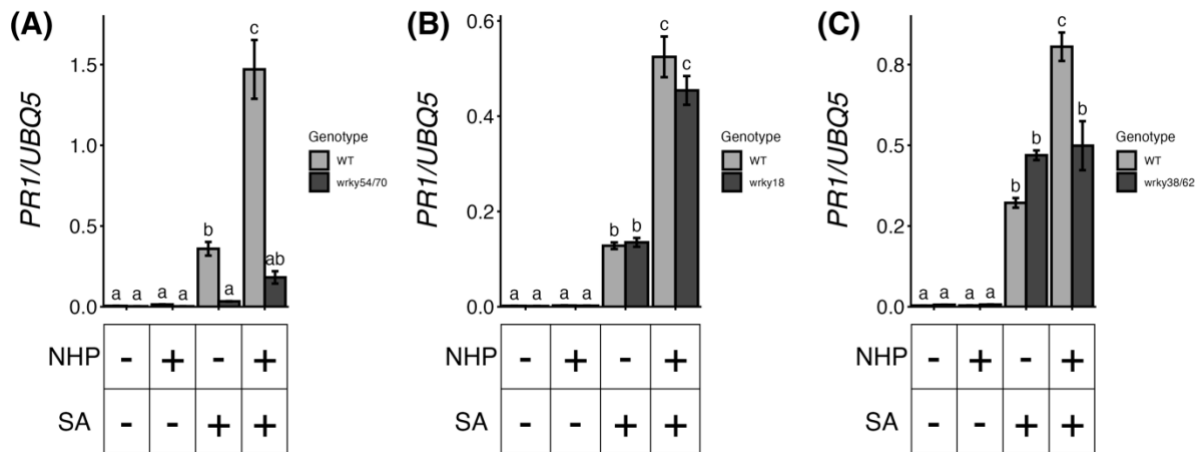 (A)
PR1/UBQ5
1.5
1.0
0.5
0.0
a a a b a c ab
Genotype
WT
wrky54/70
NHP - + - +
SA - - + +
(B)
PR1/UBQ5
0.6
0.4
0.2
0.0
a a a a b b c c
Genotype
WT
wrky18
NHP - + - +
SA - - + +
(C)
PR1/UBQ5
0.8
0.5
0.2
0.0
a a a a b b c b
Genotype
WT
wrky38/62
NHP - + - +
SA - - + +